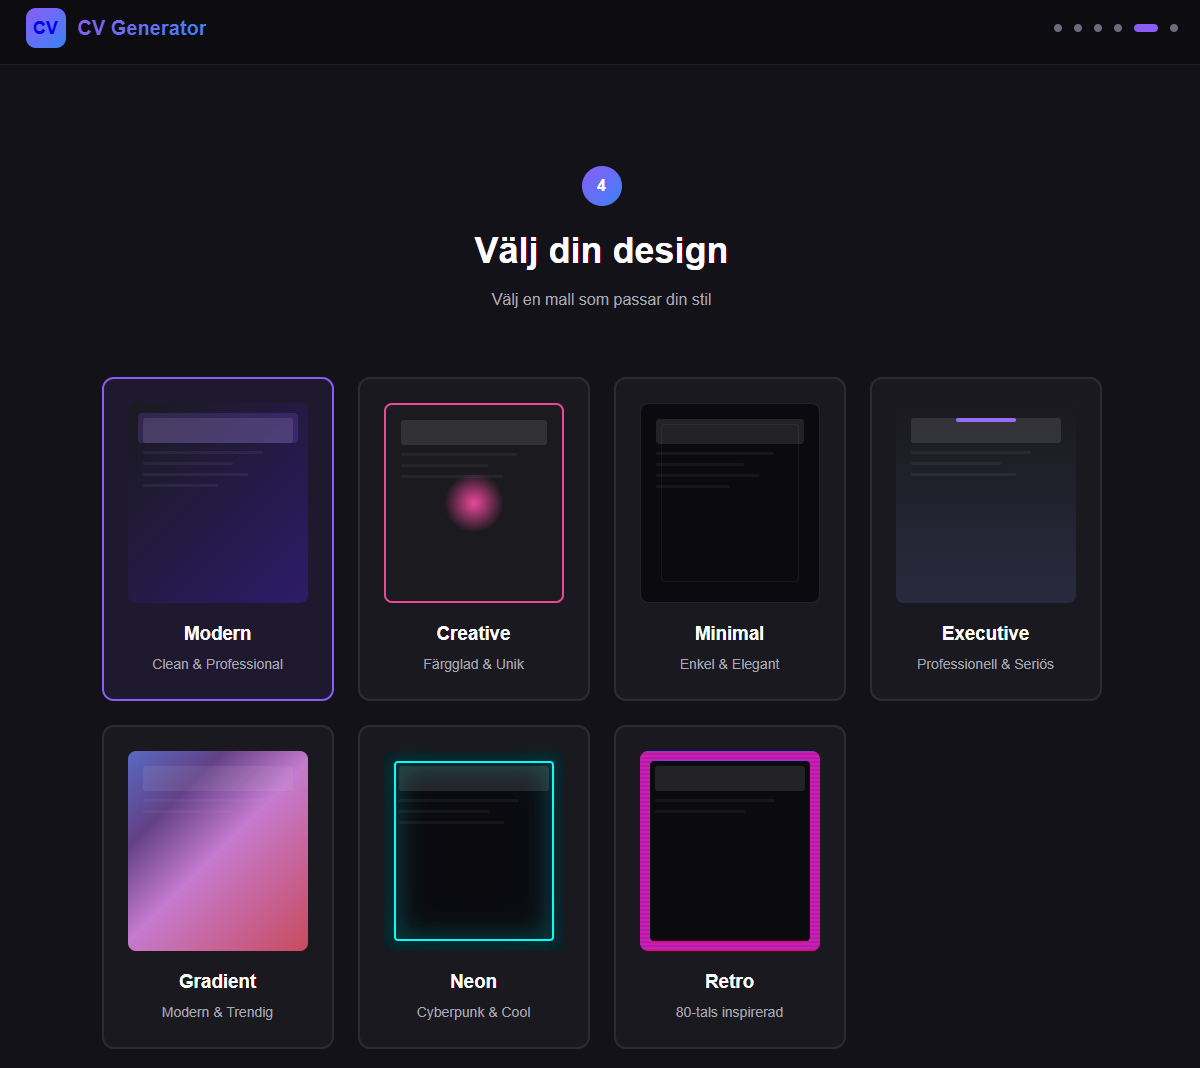 CV CV Generator
4
Välj din design
Välj en mall som passar din stil
Modern
Clean & Professional
Creative
Färgglad & Unik
Minimal
Enkel & Elegant
Executive
Professionell & Seriös
Gradient
Modern & Trendig
Neon
Cyberpunk & Cool
Retro
80-tals inspirerad